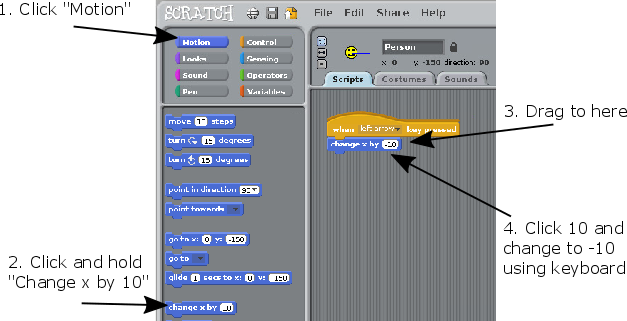 1. Click "Motion"
SCRATCH
File Edit Share Help
Motion Control
Looks Sensing
Sound Operators
Pen Variables
Person
x: 0 y: -150 direction: 90
Scripts Costumes Sounds
move 10 steps
turn 15 degrees
turn 15 degrees
point in direction 90
point towards
go to x: 0 y: -150
go to
glide 1 secs to x: 0 y: -150
change x by 10
when left arrow key pressed
change x by -10
3. Drag to here
4. Click 10 and
change to -10
using keyboard
2. Click and hold
"Change x by 10"